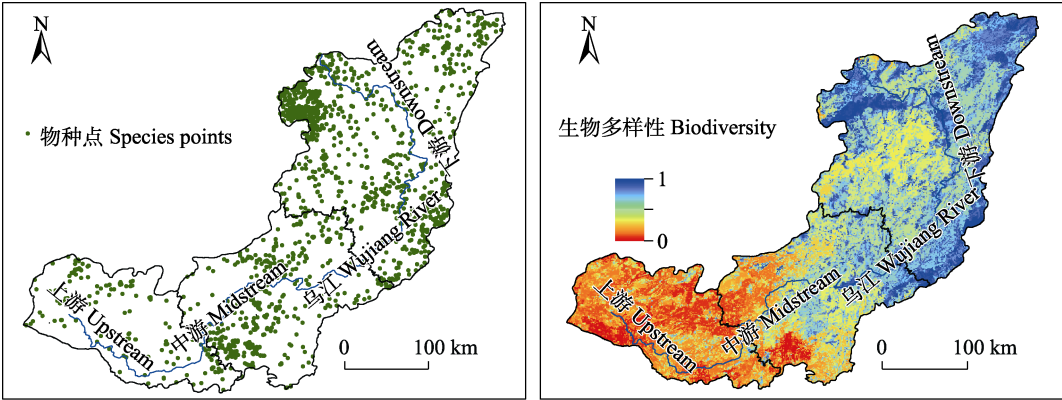 N
物种点 Species points
下游 Downstream
乌江 Wujiang River
中游 Midstream
上游 Upstream
0 100 km
N
生物多样性 Biodiversity
1
0
下游 Downstream
乌江 Wujiang River
中游 Midstream
上游 Upstream
0 100 km